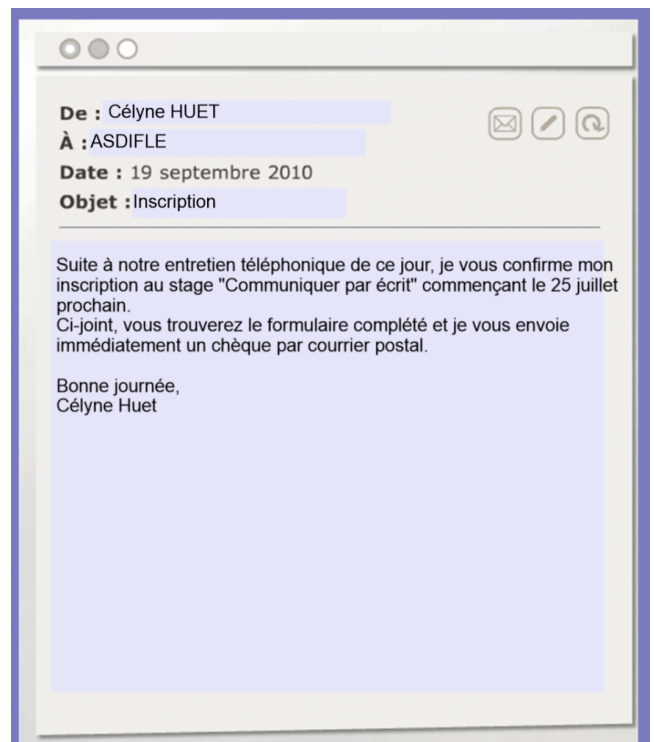 De : Célyne HUET
À : ASDIFLE
Date : 19 septembre 2010
Objet : Inscription
Suite à notre entretien téléphonique de ce jour, je vous confirme mon
inscription au stage "Communiquer par écrit" commençant le 25 juillet
prochain.
Ci-joint, vous trouverez le formulaire complété et je vous envoie
immédiatement un chèque par courrier postal.
Bonne journée,
Célyne Huet